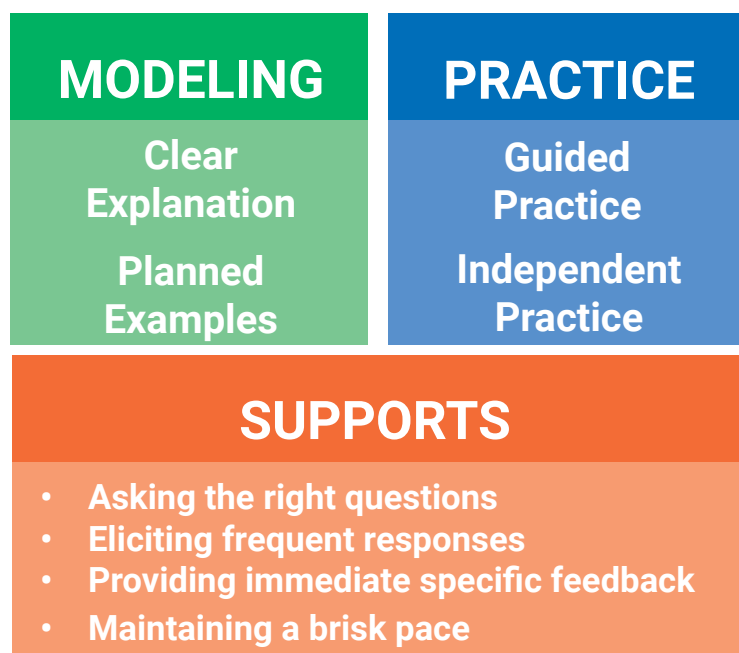 MODELING
Clear
Explanation
Planned
Examples
PRACTICE
Guided
Practice
Independent
Practice
SUPPORTS
• Asking the right questions
• Eliciting frequent responses
• Providing immediate specific feedback
• Maintaining a brisk pace